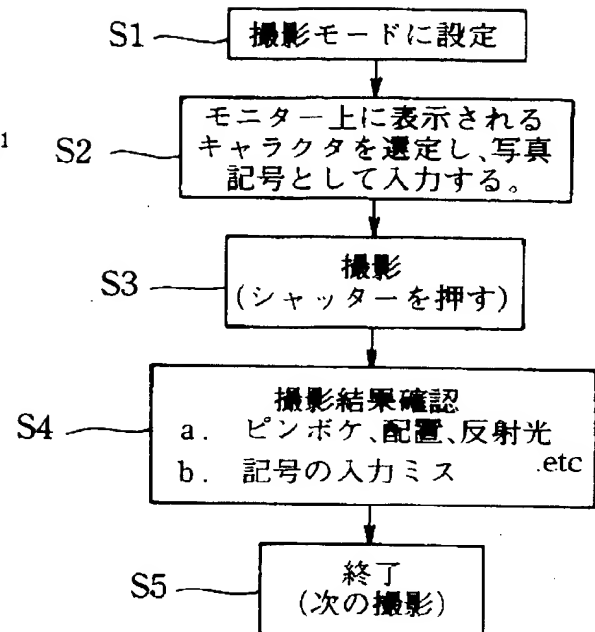 S1 撮影モードに設定
1
S2 モニター上に表示される
キャラクタを選定し、写真
記号として入力する。
S3 撮影
(シャッターを押す)
S4 撮影結果確認
a. ピンボケ、配置、反射光
b. 記号の入力ミス .etc
S5 終了
(次の撮影)